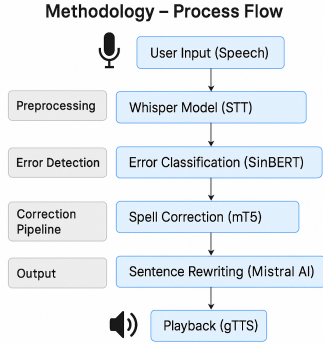 Methodology – Process Flow
User Input (Speech)
Preprocessing
Whisper Model (STT)
Error Detection
Error Classification (SinBERT)
Correction
Pipeline
Spell Correction (mT5)
Output
Sentence Rewriting (Mistral AI)
Playback (gTTS)